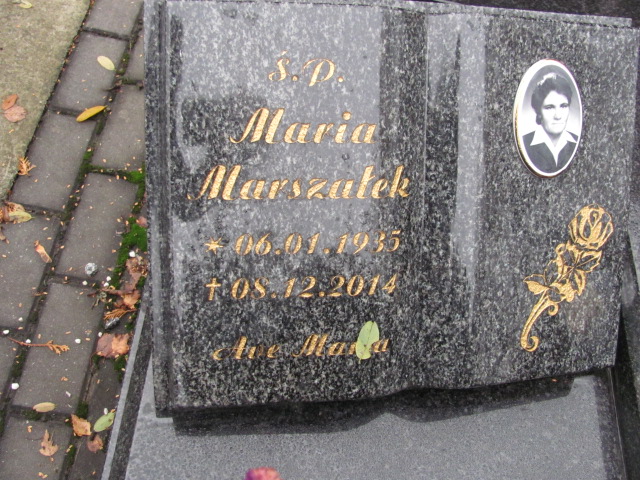 ś.p.
Maria
Marszałek
* 06.01.1935
† 08.12.2014
Ave Maria